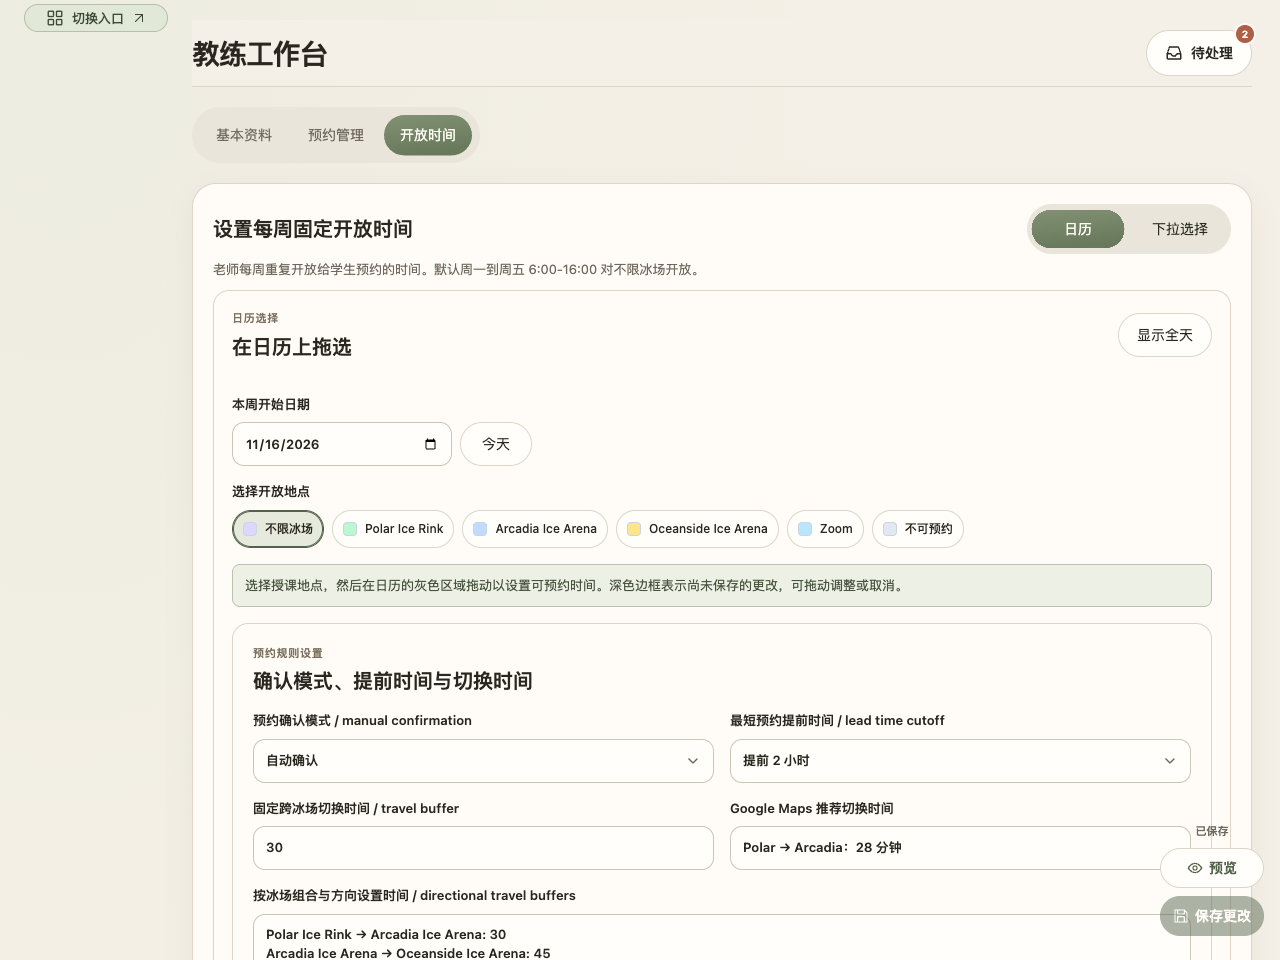 切换入口
教练工作台
待处理
2
基本资料
预约管理
开放时间
设置每周固定开放时间
日历
下拉选择
老师每周重复开放给学生预约的时间。默认周一到周五 6:00-16:00 对不限冰场开放。
日历选择
在日历上拖选
显示全天
本周开始日期
11/16/2026
今天
选择开放地点
不限冰场
Polar Ice Rink
Arcadia Ice Arena
Oceanside Ice Arena
Zoom
不可预约
选择授课地点，然后在日历的灰色区域拖动以设置可预约时间。深色边框表示尚未保存的更改，可拖动调整或取消。
预约规则设置
确认模式、提前时间与切换时间
预约确认模式 / manual confirmation
最短预约提前时间 / lead time cutoff
自动确认
提前 2 小时
固定跨冰场切换时间 / travel buffer
Google Maps 推荐切换时间
30
Polar → Arcadia：28 分钟
已保存
预览
按冰场组合与方向设置时间 / directional travel buffers
保存更改
Polar Ice Rink → Arcadia Ice Arena: 30
Arcadia Ice Arena → Oceanside Ice Arena: 45